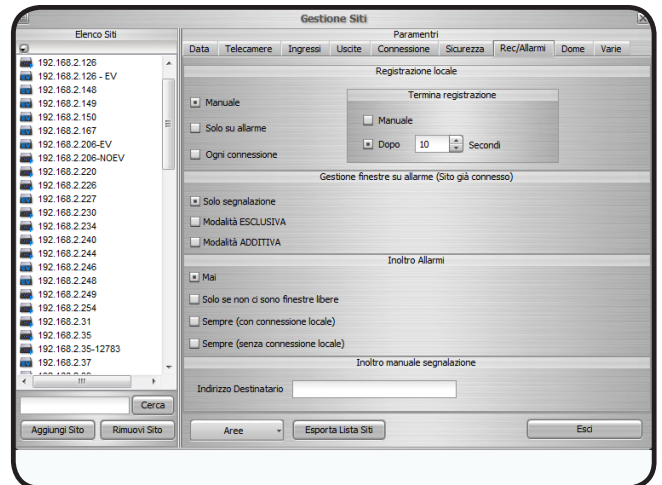 Gestione Siti
Elenco Siti
192.168.2.126
192.168.2.126 - EV
192.168.2.148
192.168.2.149
192.168.2.150
192.168.2.167
192.168.2.206-EV
192.168.2.206-NOEV
192.168.2.220
192.168.2.226
192.168.2.227
192.168.2.230
192.168.2.234
192.168.2.240
192.168.2.244
192.168.2.246
192.168.2.248
192.168.2.249
192.168.2.254
192.168.2.31
192.168.2.35
192.168.2.35-12783
192.168.2.37
Cerca
Aggiungi Sito Rimuovi Sito
Paramentri
Data Telecamere Ingressi Uscite Connessione Sicurezza Rec/Allarmi Dome Varie
Registrazione locale
Manuale
Solo su allarme
Ogni connessione
Termina registrazione
Manuale
Dopo 10 Secondi
Gestione finestre su allarme (Sito già connesso)
Solo segnalazione
Modalità ESCLUSIVA
Modalità ADDITIVA
Inoltro Allarmi
Mai
Solo se non ci sono finestre libere
Sempre (con connessione locale)
Sempre (senza connessione locale)
Inoltro manuale segnalazione
Indirizzo Destinatario
Aree Esporta Lista Siti Esci